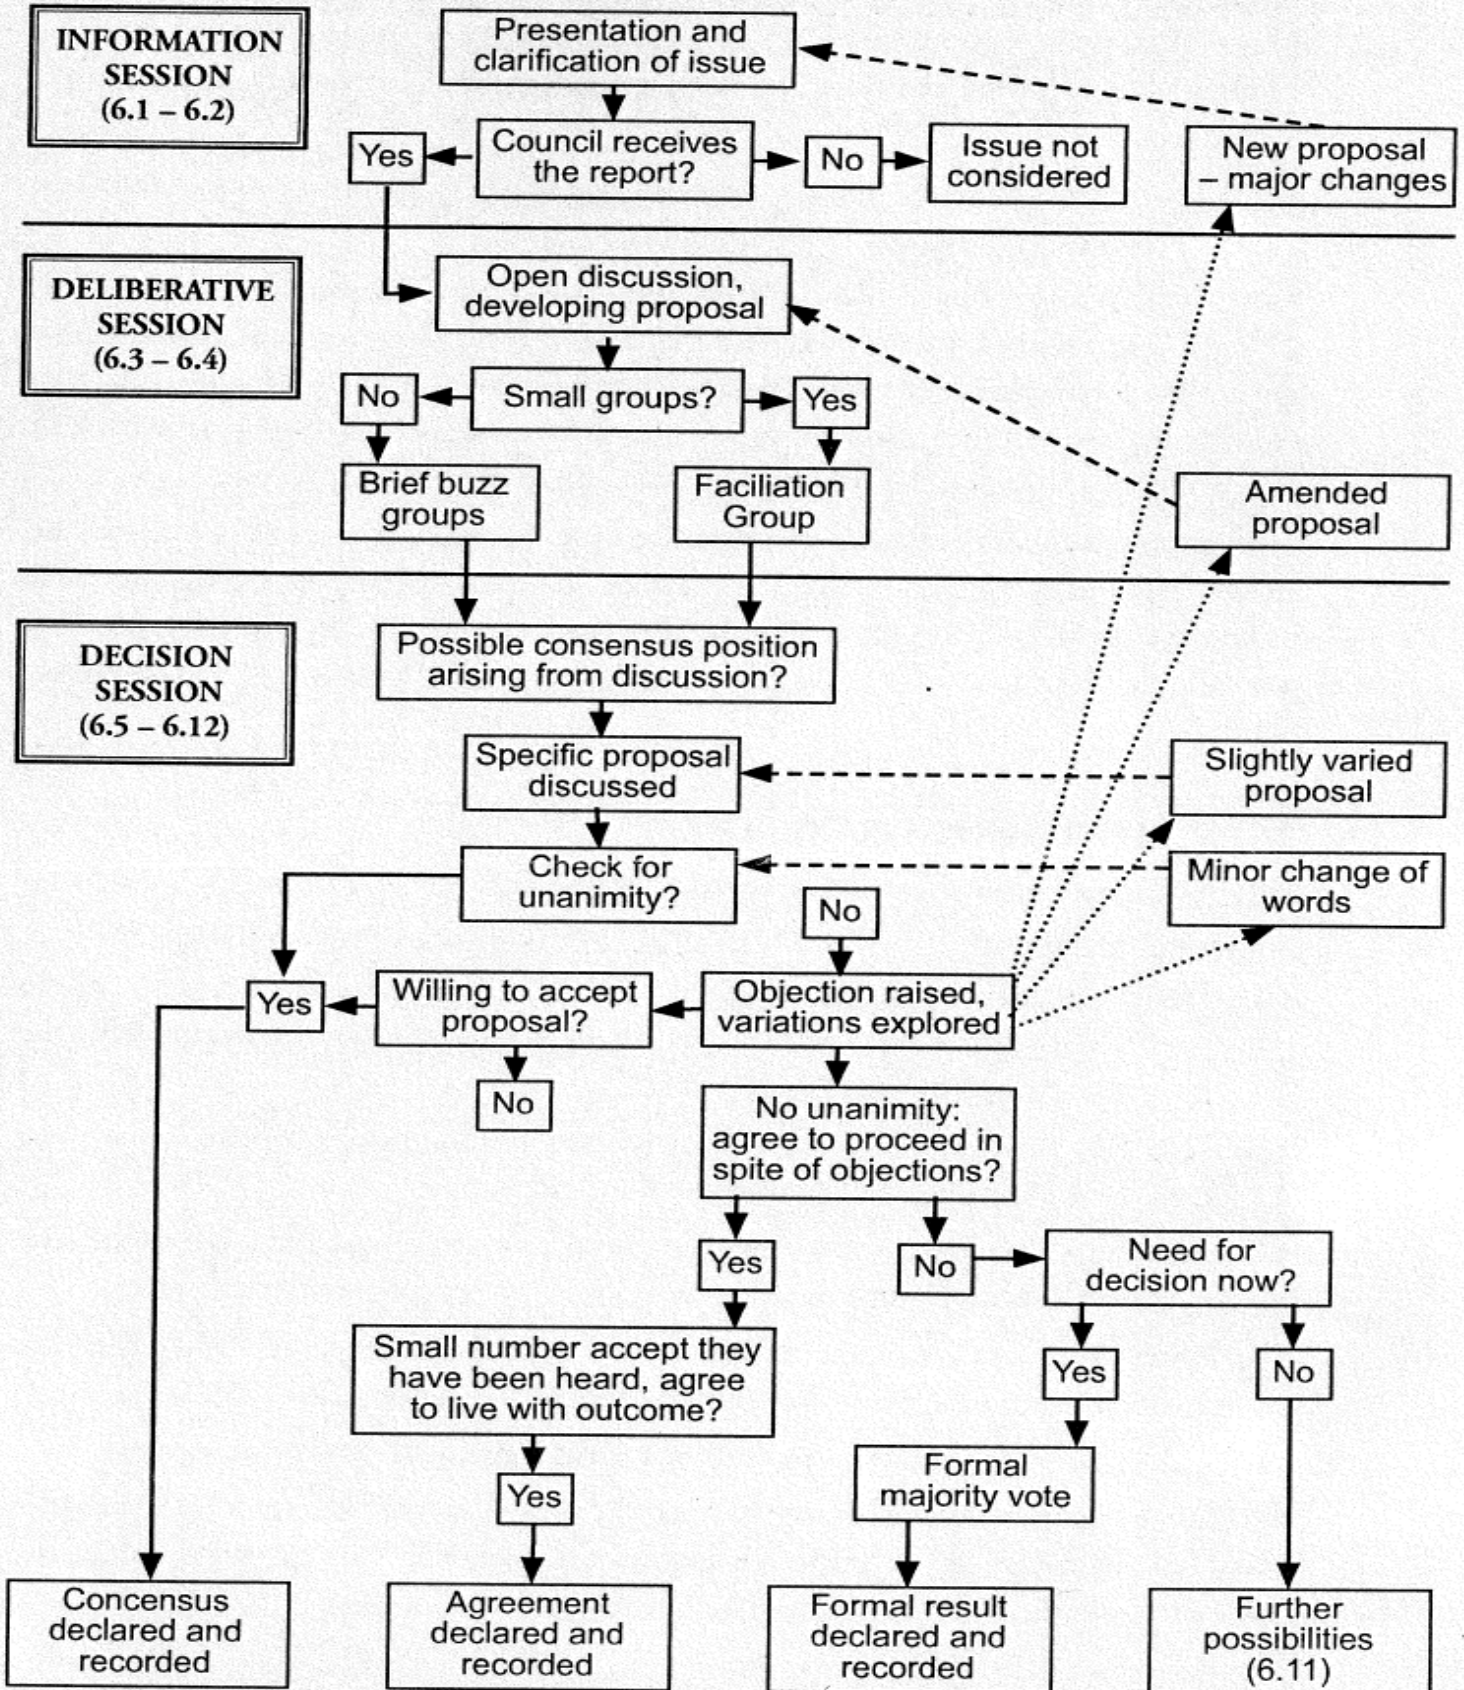 INFORMATION
SESSION
(6.1 – 6.2)
Presentation and
clarification of issue
Yes
Council receives
the report?
No
Issue not
considered
New proposal
– major changes
DELIBERATIVE
SESSION
(6.3 – 6.4)
Open discussion,
developing proposal
No
Small groups?
Yes
Brief buzz
groups
Faciliation
Group
Amended
proposal
DECISION
SESSION
(6.5 – 6.12)
Possible consensus position
arising from discussion?
Specific proposal
discussed
Slightly varied
proposal
Check for
unanimity?
No
Minor change of
words
Yes
Willing to accept
proposal?
Objection raised,
variations explored
No
No unanimity:
agree to proceed in
spite of objections?
Yes
No
Need for
decision now?
Small number accept they
have been heard, agree
to live with outcome?
Yes
No
Yes
Formal
majority vote
Concensus
declared and
recorded
Agreement
declared and
recorded
Formal result
declared and
recorded
Further
possibilities
(6.11)